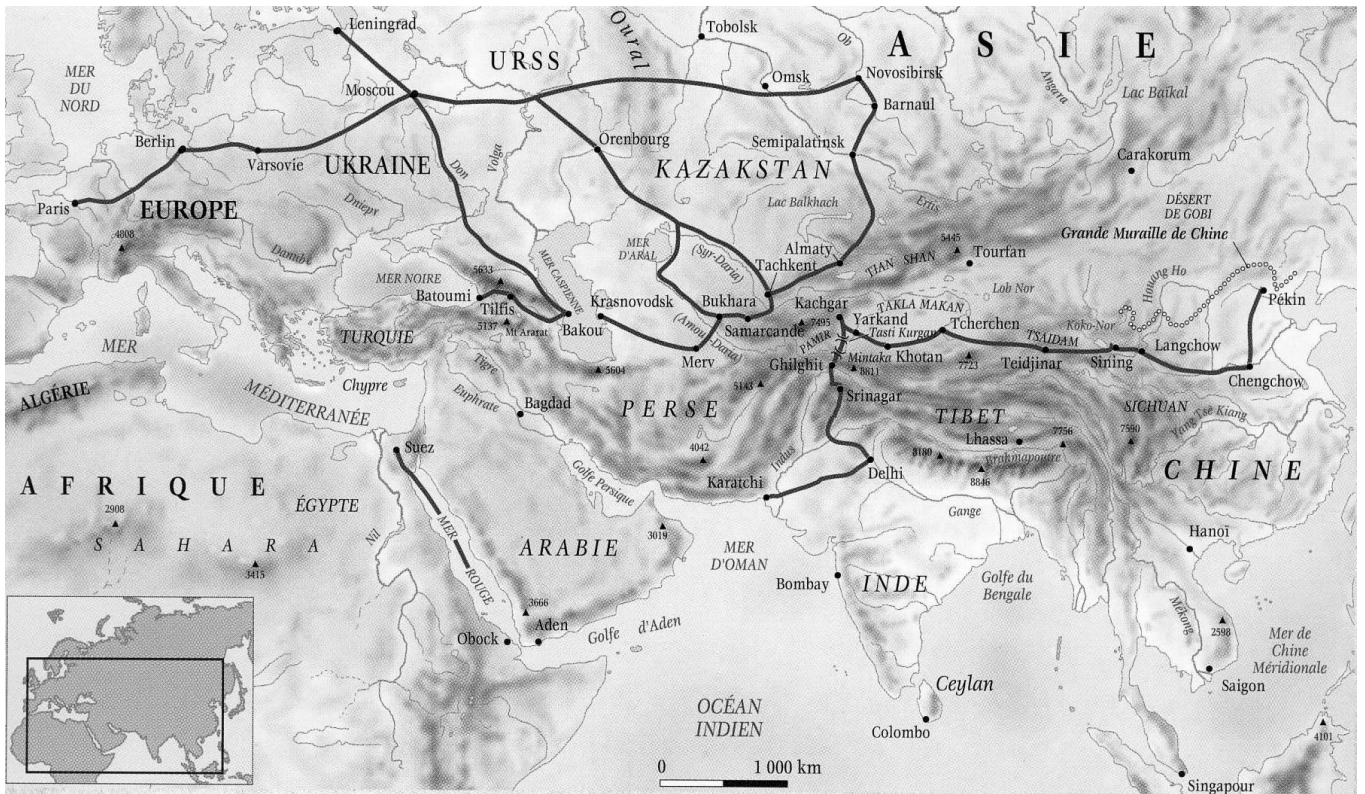 Leningrad
Tobolsk
Oural
Ob
A S I E
URSS
MER
DU
NORD
Moscou
Omsk
Novosibirsk
Angara
Lac Baïkal
Barnaul
Berlin
Varsovie
Orenbourg
Semipalatinsk
UKRAINE
Don
Volga
KAZAKSTAN
Carakorum
Paris
EUROPE
Dniepr
Lac Balkhach
Ertis
DÉSERT
DE GOBI
Grande Muraille de Chine
4808
Danube
MER
D'ARAL
(Syr-Daria)
Almaty
Tachkent
TIAN SHAN
5445
Tourfan
MER NOIRE
5633
MER CASPIENNE
Houang Ho
Batoumi
Tilfis
Krasnovodsk
Bukhara
Kachgar
TAKLA MAKAN
Lob Nor
Pékin
TURQUIE
5137
Mt Ararat
Bakou
(Amou-Daria)
Samarcande
7495
PAMIR
Yarkand
Tasti Kurgan
Tcherchen
TSAIDAM
Koko-Nor
Langchow
MER
MÉDITERRANÉE
Merv
Ghilghit
Mintaka
8811
Khotan
7723
Teidjinar
Sining
Chengchow
ALGÉRIE
Chypre
Tigre
Euphrate
5604
5143
Srinagar
Bagdad
PERSE
TIBET
SICHUAN
Yang Tsé Kiang
Suez
4042
Indus
Lhassa
7756
7590
8180
Brahmapoutre
8846
Delhi
CHINE
Golfe Persique
Karatchi
A F R I Q U E
ÉGYPTE
Gange
2908
Nil
S A H A R A
3415
MER
ROUGE
ARABIE
3019
MER
D'OMAN
Hanoï
Bombay
INDE
Golfe du
Bengale
3666
Aden
Obock
Golfe d'Aden
Mékong
2598
Mer de
Chine
Méridionale
Saigon
Ceylan
Colombo
OCÉAN
INDIEN
4101
0 1 000 km
Singapour